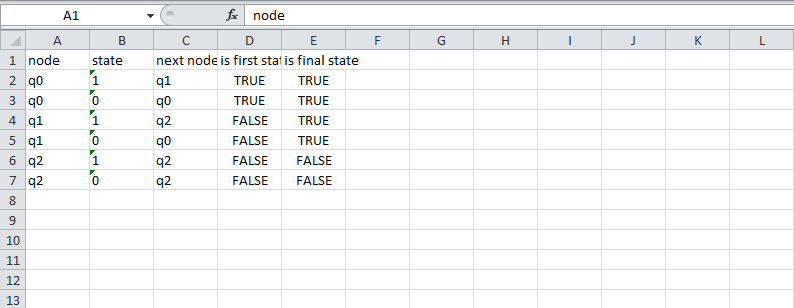 A1 fx node
A B C D E F G H I J K L
1 node state next node is first stat is final state
2 q0 1 q1 TRUE TRUE
3 q0 0 q0 TRUE TRUE
4 q1 1 q2 FALSE TRUE
5 q1 0 q0 FALSE TRUE
6 q2 1 q2 FALSE FALSE
7 q2 0 q2 FALSE FALSE
8
9
10
11
12
13